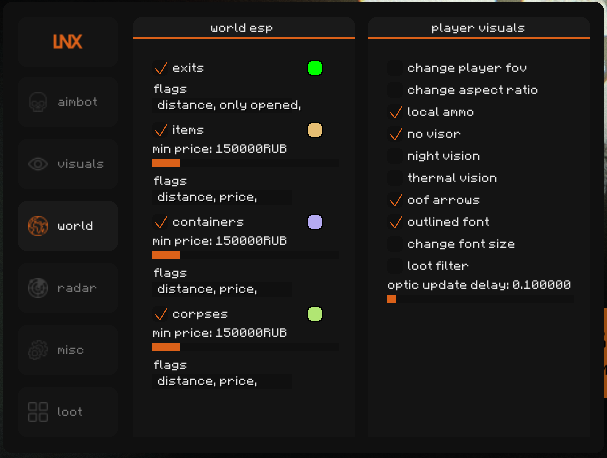 LNX
aimbot
visuals
world
radar
misc
loot
world esp
exits
flags
distance, only opened,
items
min price: 150000RUB
flags
distance, price,
containers
min price: 150000RUB
flags
distance, price,
corpses
min price: 150000RUB
flags
distance, price,
player visuals
change player fov
change aspect ratio
local ammo
no visor
night vision
thermal vision
oof arrows
outlined font
change font size
loot filter
optic update delay: 0.100000